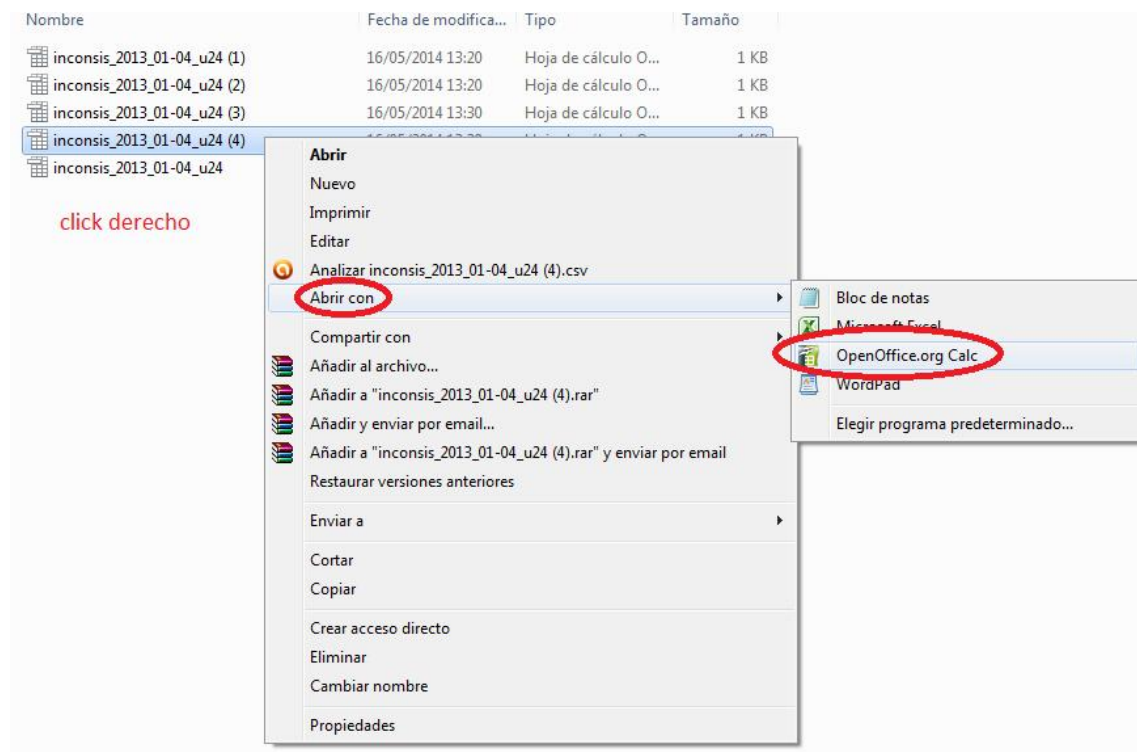 Nombre Fecha de modifica... Tipo Tamaño
inconsis_2013_01-04_u24 (1) 16/05/2014 13:20 Hoja de cálculo O... 1 KB
inconsis_2013_01-04_u24 (2) 16/05/2014 13:20 Hoja de cálculo O... 1 KB
inconsis_2013_01-04_u24 (3) 16/05/2014 13:30 Hoja de cálculo O... 1 KB
inconsis_2013_01-04_u24 (4)
inconsis_2013_01-04_u24
click derecho
Abrir
Nuevo
Imprimir
Editar
Analizar inconsis_2013_01-04_u24 (4).csv
Abrir con
Compartir con
Añadir al archivo...
Añadir a "inconsis_2013_01-04_u24 (4).rar"
Añadir y enviar por email...
Añadir a "inconsis_2013_01-04_u24 (4).rar" y enviar por email
Restaurar versiones anteriores
Enviar a
Cortar
Copiar
Crear acceso directo
Eliminar
Cambiar nombre
Propiedades
Bloc de notas
Microsoft Excel
OpenOffice.org Calc
WordPad
Elegir programa predeterminado...